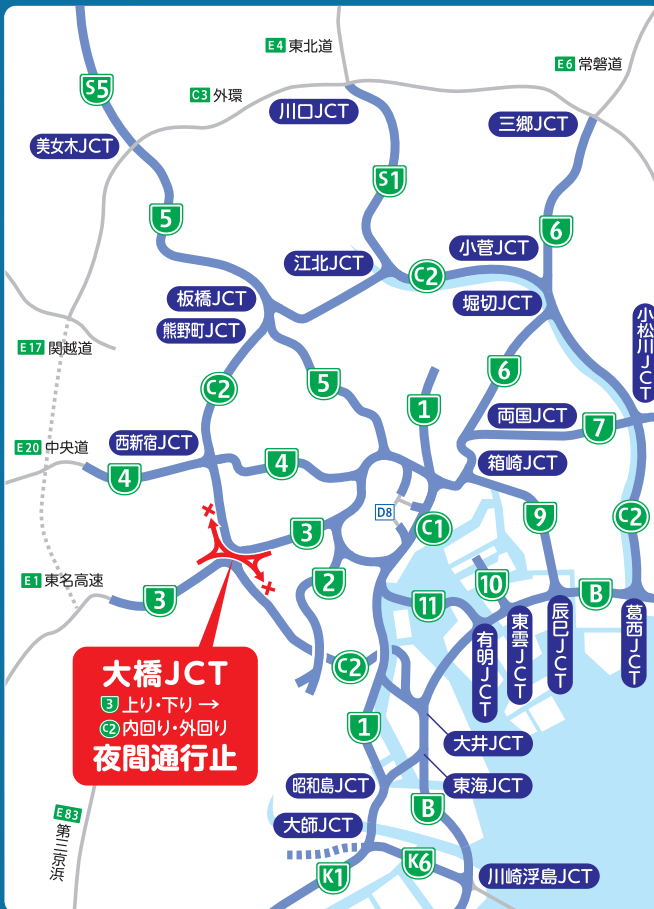 E4 東北道
E6 常磐道
S5
C3 外環
川口JCT
三郷JCT
美女木JCT
S1
5
6
小菅JCT
江北JCT
C2
板橋JCT
堀切JCT
小松川JCT
熊野町JCT
E17 関越道
6
5
C2
1
両国JCT
7
西新宿JCT
E20 中央道
箱崎JCT
4
4
D8
9
C2
C1
3
E1 東名高速
2
10
B
3
11
東雲JCT
辰巳JCT
葛西JCT
有明JCT
大橋JCT
C2
3 上り・下り→
C2 内回り・外回り
1
大井JCT
夜間通行止
昭和島JCT
東海JCT
B
E83
第三京浜
大師JCT
K6
K1
川崎浮島JCT